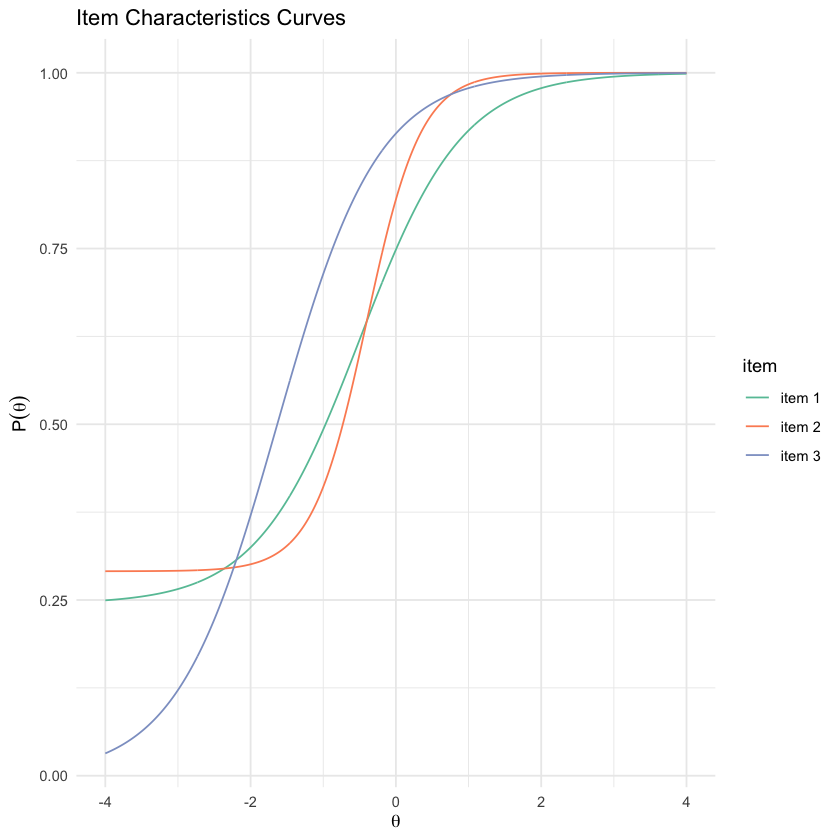 Item Characteristics Curves
1.00
0.75
0.50
0.25
0.00
P(θ)
-4
-2
0
2
4
θ
item
item 1
item 2
item 3